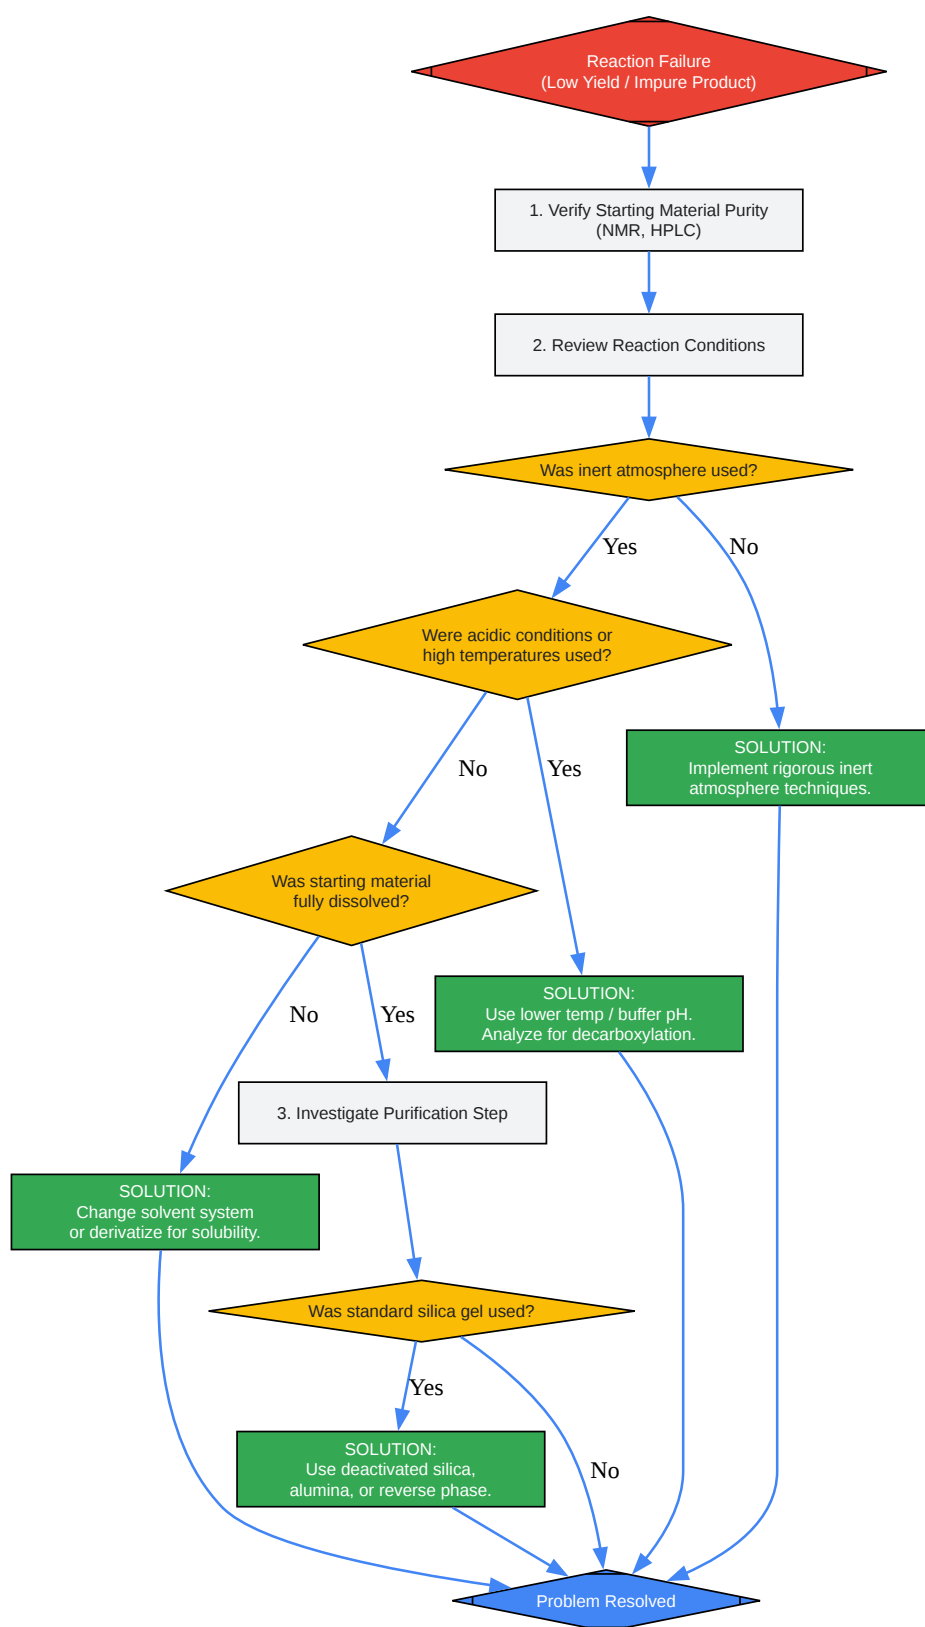 Reaction Failure
(Low Yield / Impure Product)
1. Verify Starting Material Purity
(NMR, HPLC)
2. Review Reaction Conditions
Was inert atmosphere used?
Yes
No
Were acidic conditions or
high temperatures used?
No
Yes
SOLUTION:
Implement rigorous inert
atmosphere techniques.
Was starting material
fully dissolved?
No
Yes
SOLUTION:
Use lower temp / buffer pH.
Analyze for decarboxylation.
3. Investigate Purification Step
SOLUTION:
Change solvent system
or derivatize for solubility.
Was standard silica gel used?
Yes
No
SOLUTION:
Use deactivated silica,
alumina, or reverse phase.
Problem Resolved